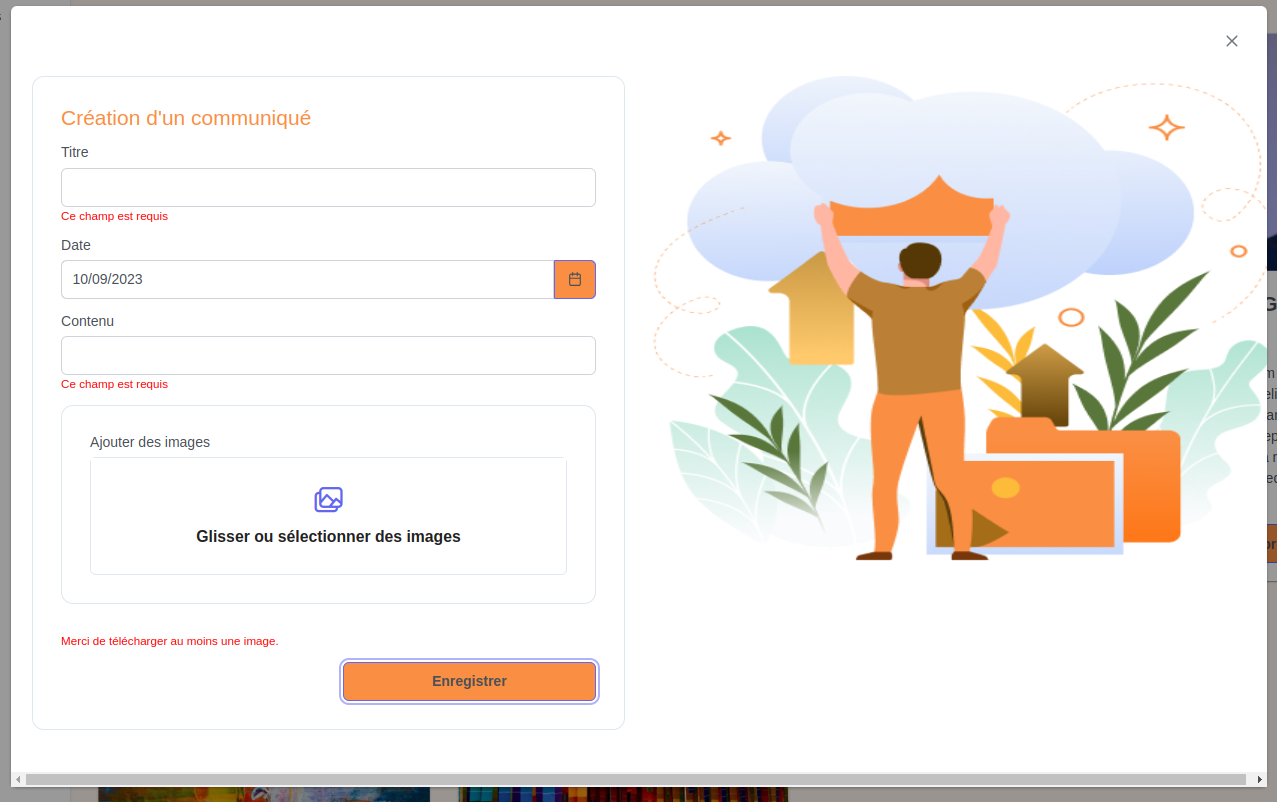 Création d'un communiqué
Titre
Ce champ est requis
Date
10/09/2023
Contenu
Ce champ est requis
Ajouter des images
Glisser ou sélectionner des images
Merci de télécharger au moins une image.
Enregistrer